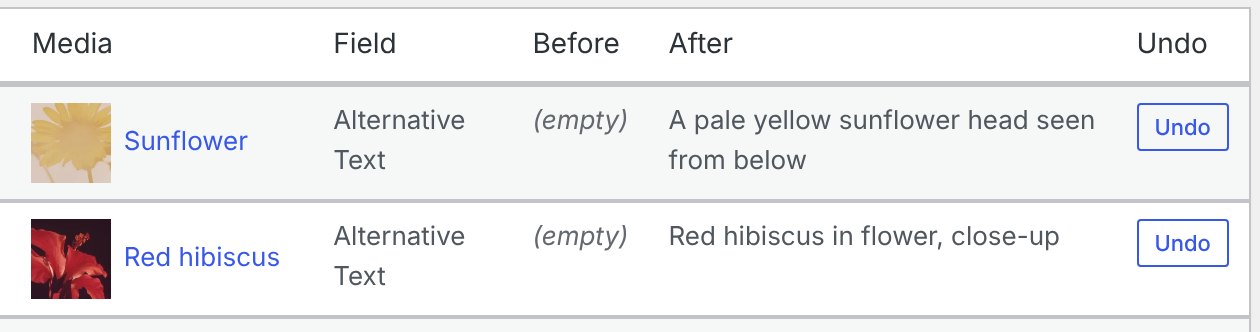 Media Field Before After Undo
Sunflower Alternative Text (empty) A pale yellow sunflower head seen from below Undo
Red hibiscus Alternative Text (empty) Red hibiscus in flower, close-up Undo